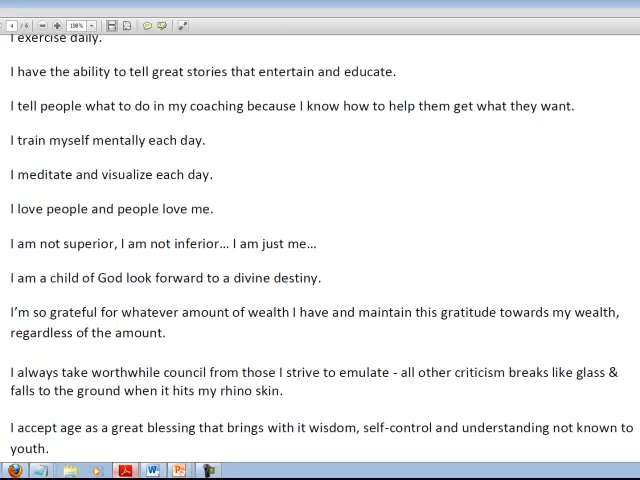 4 / 6
198%
I exercise daily.
I have the ability to tell great stories that entertain and educate.
I tell people what to do in my coaching because I know how to help them get what they want.
I train myself mentally each day.
I meditate and visualize each day.
I love people and people love me.
I am not superior, I am not inferior… I am just me…
I am a child of God look forward to a divine destiny.
I'm so grateful for whatever amount of wealth I have and maintain this gratitude towards my wealth,
regardless of the amount.
I always take worthwhile council from those I strive to emulate - all other criticism breaks like glass &
falls to the ground when it hits my rhino skin.
I accept age as a great blessing that brings with it wisdom, self-control and understanding not known to
youth.